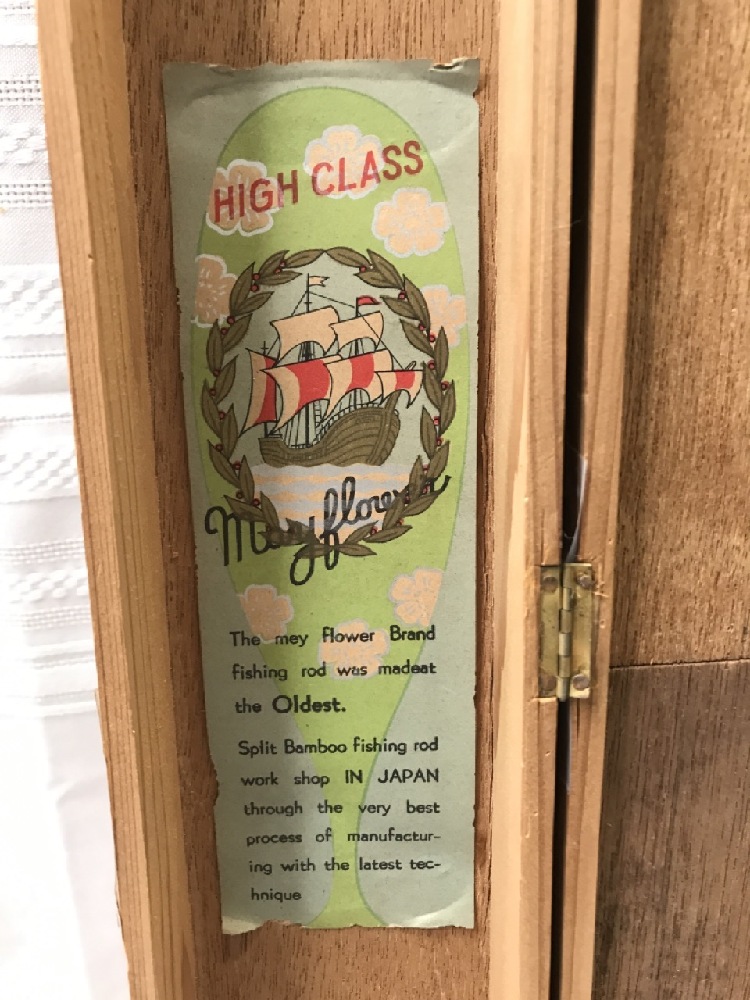 HIGH CLASS
Mayflower
The mey flower Brand
fishing rod was madeat
the Oldest.
Split Bamboo fishing rod
work shop IN JAPAN
through the very best
process of manufactur-
ing with the latest tec-
hnique